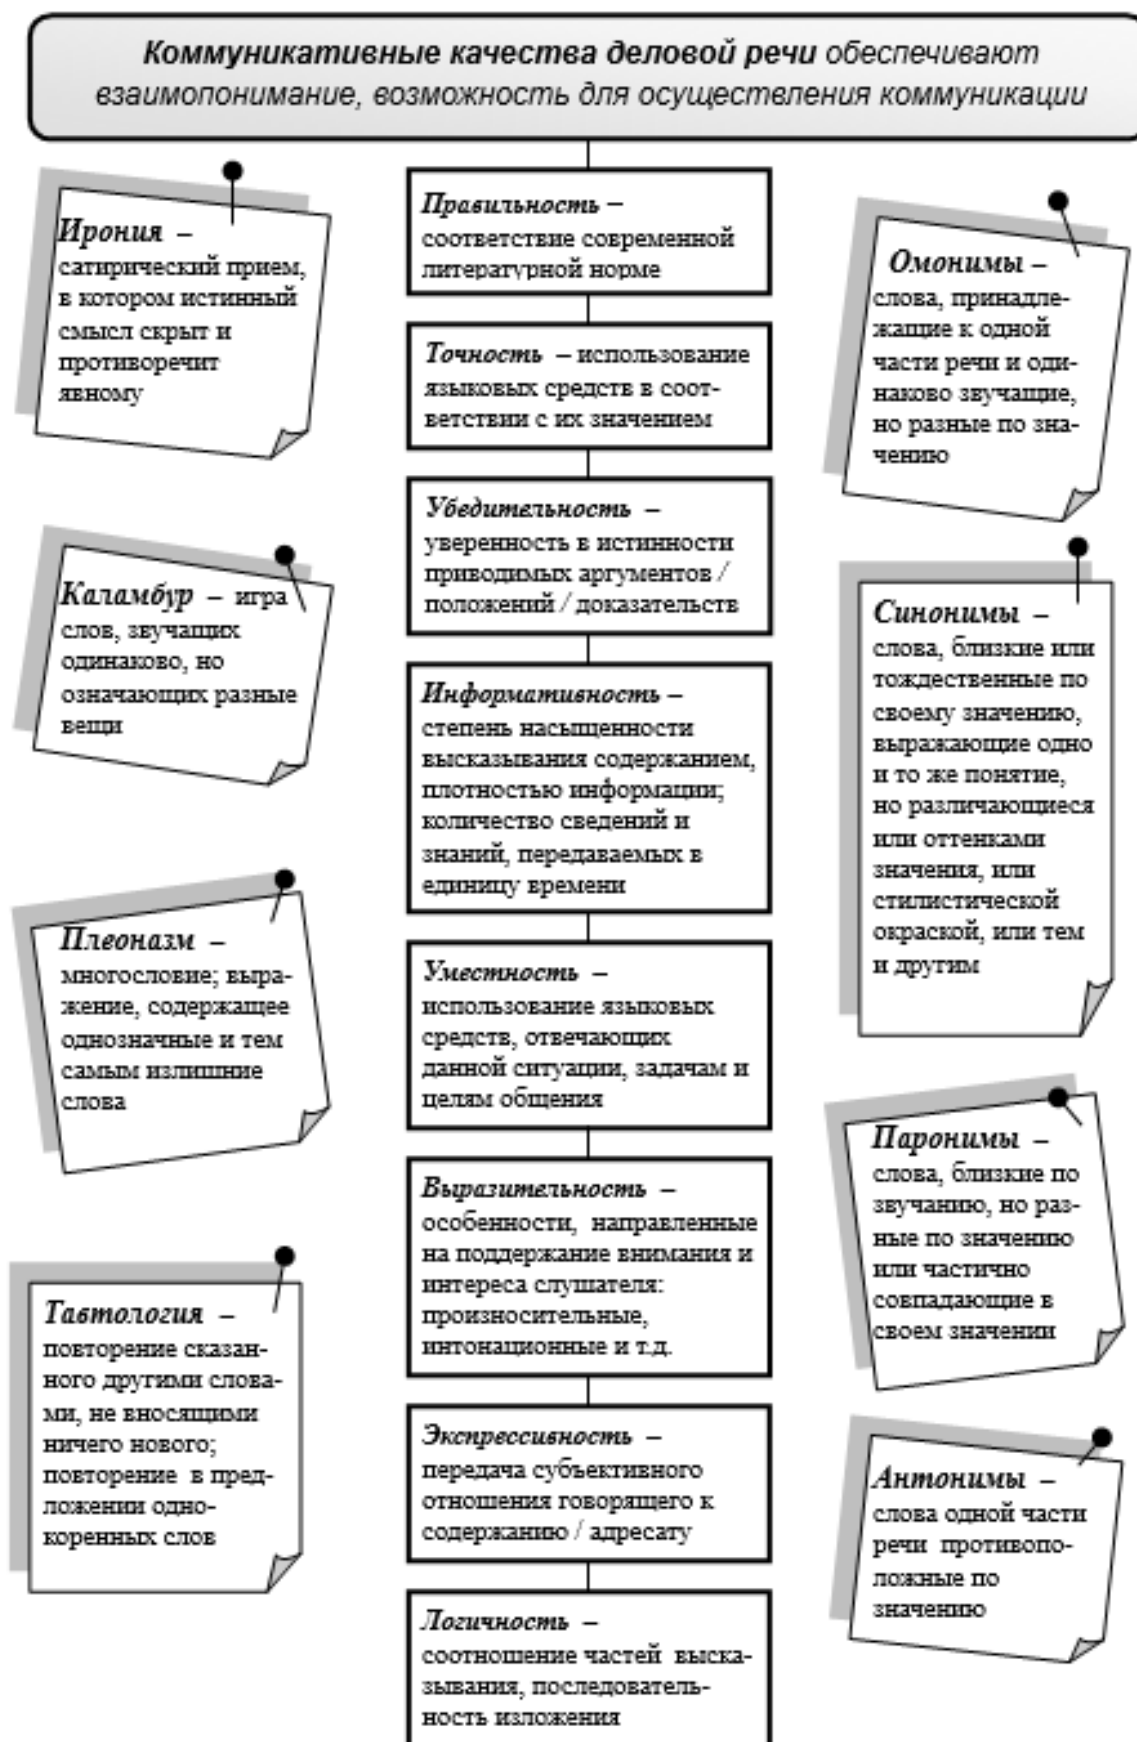 Коммуникативные качества деловой речи обеспечивают
взаимопонимание, возможность для осуществления коммуникации
Ирония –
сатирический прием,
в котором истинный
смысл скрыт и
противоречит
явному
Каламбур – игра
слов, звучащих
одинаково, но
означающих разные
вещи
Плеоназм –
многословие; выра-
жение, содержащее
однозначные и тем
самым излишние
слова
Тавтология –
повторение сказан-
ного другими слова-
ми, не вносящими
ничего нового;
повторение в пред-
ложении одно-
коренных слов
Правильность –
соответствие современной
литературной норме
Точность – использование
языковых средств в соот-
ветствии с их значением
Убедительность –
уверенность в истинности
приводимых аргументов /
положений / доказательств
Информативность –
степень насыщенности
высказывания содержанием,
плотностью информации;
количество сведений и
знаний, передаваемых в
единицу времени
Уместность –
использование языковых
средств, отвечающих
данной ситуации, задачам и
целям общения
Выразительность –
особенности, направленные
на поддержание внимания и
интереса слушателя:
произносительные,
интонационные и т.д.
Экспрессивность –
передача субъективного
отношения говорящего к
содержанию / адресату
Логичность –
соотношение частей выска-
зывания, последователь-
ность изложения
Омонимы –
слова, принадле-
жащие к одной
части речи и оди-
наково звучащие,
но разные по зна-
чению
Синонимы –
слова, близкие или
тождественные по
своему значению,
выражающие одно
и то же понятие,
но различающиеся
или оттенками
значения, или
стилистической
окраской, или тем
и другим
Паронимы –
слова, близкие по
звучанию, но раз-
ные по значению
или частично
совпадающие в
своем значении
Антонимы –
слова одной части
речи противопо-
ложные по
значению